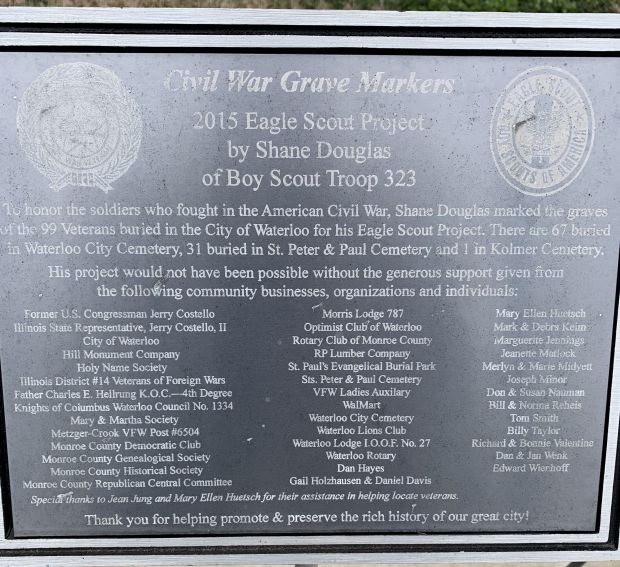 Civil War Grave Markers
2015 Eagle Scout Project
by Shane Douglas
of Boy Scout Troop 323
EAGLE SCOUT
BOY SCOUTS OF AMERICA
To honor the soldiers who fought in the American Civil War, Shane Douglas marked the graves
of the 99 Veterans buried in the City of Waterloo for his Eagle Scout Project. There are 67 buried
in Waterloo City Cemetery, 31 buried in St. Peter & Paul Cemetery and 1 in Kolmer Cemetery.
His project would not have been possible without the generous support given from
the following community businesses, organizations and individuals:
Former U.S. Congressman Jerry Costello
Illinois State Representative, Jerry Costello, II
City of Waterloo
Hill Monument Company
Holy Name Society
Illinois District #14 Veterans of Foreign Wars
Father Charles E. Hellrung K.O.C.—4th Degree
Knights of Columbus Waterloo Council No. 1334
Mary & Martha Society
Metzger-Crook VFW Post #6504
Monroe County Democratic Club
Monroe County Genealogical Society
Monroe County Historical Society
Monroe County Republican Central Committee
Morris Lodge 787
Optimist Club of Waterloo
Rotary Club of Monroe County
RP Lumber Company
St. Paul's Evangelical Burial Park
Sts. Peter & Paul Cemetery
VFW Ladies Auxilary
WalMart
Waterloo City Cemetery
Waterloo Lions Club
Waterloo Lodge I.O.O.F. No. 27
Waterloo Rotary
Dan Hayes
Gail Holzhausen & Daniel Davis
Mary Ellen Huetsch
Mark & Debra Keim
Marguerite Jennings
Jeanette Matlock
Merlyn & Marie Midyett
Joseph Minor
Don & Susan Nauman
Bill & Norma Reheis
Tom Smith
Billy Taylor
Richard & Bonnie Valentine
Dan & Jan Wenk
Edward Wienhoff
Special thanks to Jean Jung and Mary Ellen Huetsch for their assistance in helping locate veterans.
Thank you for helping promote & preserve the rich history of our great city!